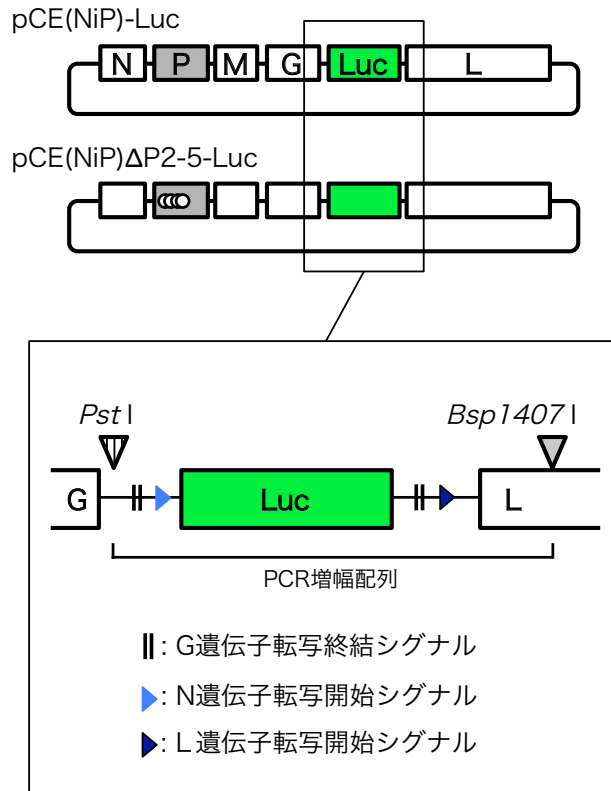 pCE(NiP)-Luc
N P M G Luc L
pCE(NiP)ΔP2-5-Luc
Pst I Bsp1407 I
G Luc L
PCR増幅配列
: G遺伝子転写終結シグナル
: N遺伝子転写開始シグナル
: L遺伝子転写開始シグナル